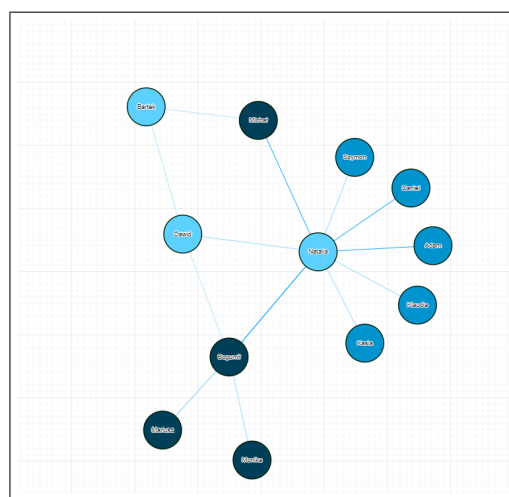 Bartek
Michał
Szymon
Daniel
Adam
Dawid
Natalia
Klaudia
Kasia
Bogumił
Mariusz
Monika